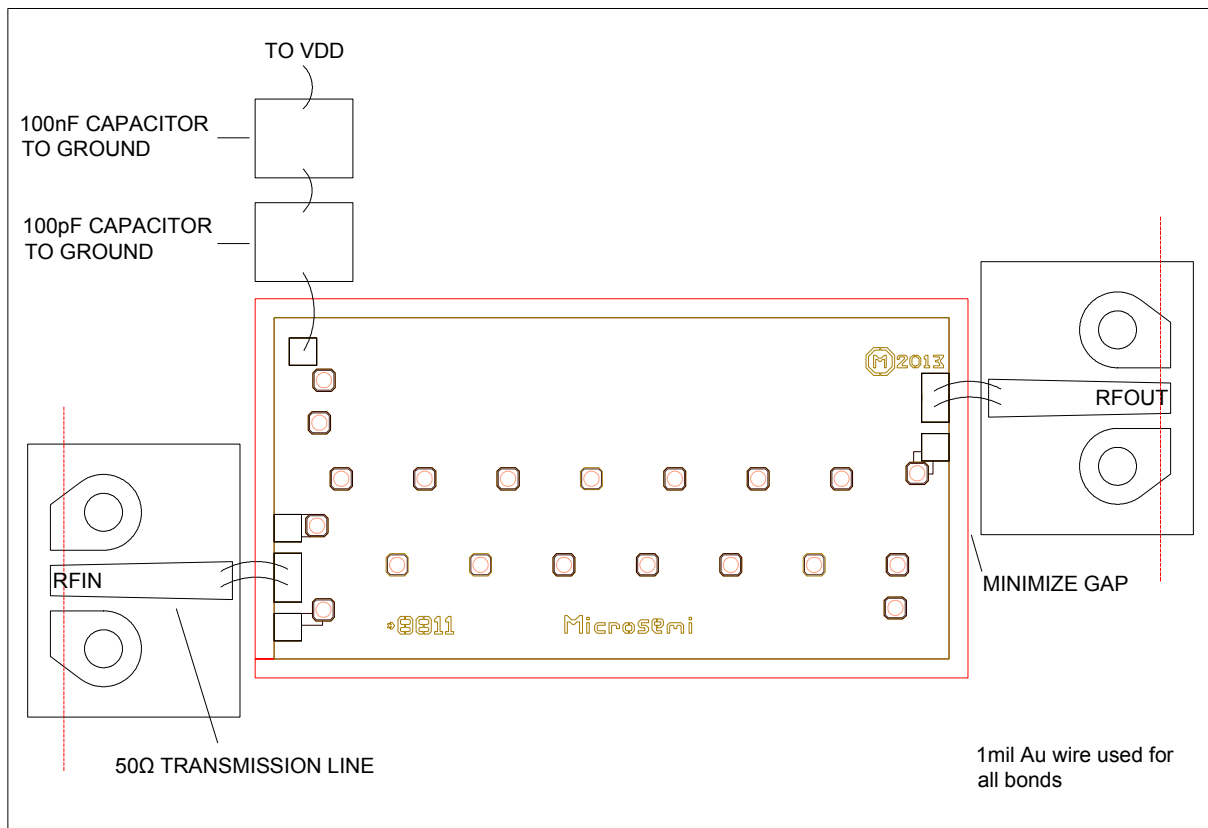 TO VDD
100nF CAPACITOR
TO GROUND
100pF CAPACITOR
TO GROUND
M 2013
RFOUT
RFIN
MINIMIZE GAP
8811
Microsemi
50Ω TRANSMISSION LINE
1mil Au wire used for
all bonds